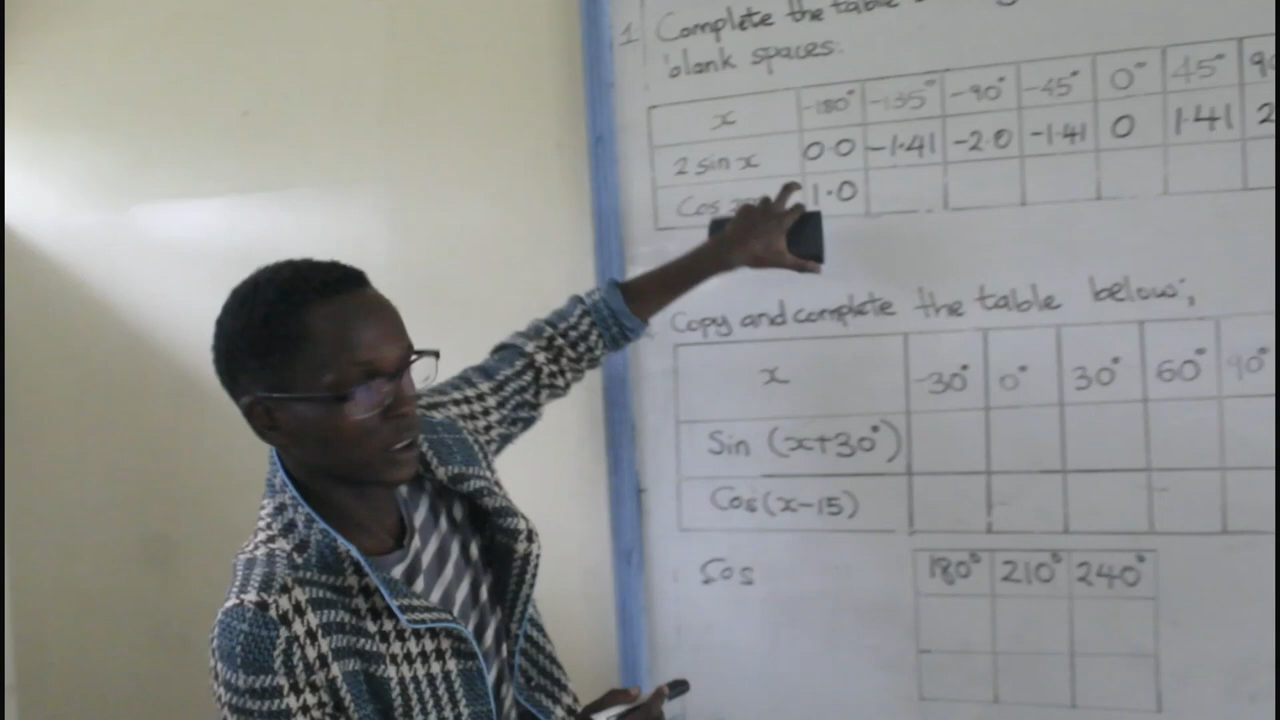 1 Complete the table
blank spaces:
x -180° -135° -90° -45° 0° 45°
2 sin x 0.0 -1.41 -2.0 -1.41 0 1.41 2
Cos 1.0
Copy and complete the table below;
x -30° 0° 30° 60° 90°
Sin (x+30°)
Cos(x-15)
Cos 180° 210° 240°